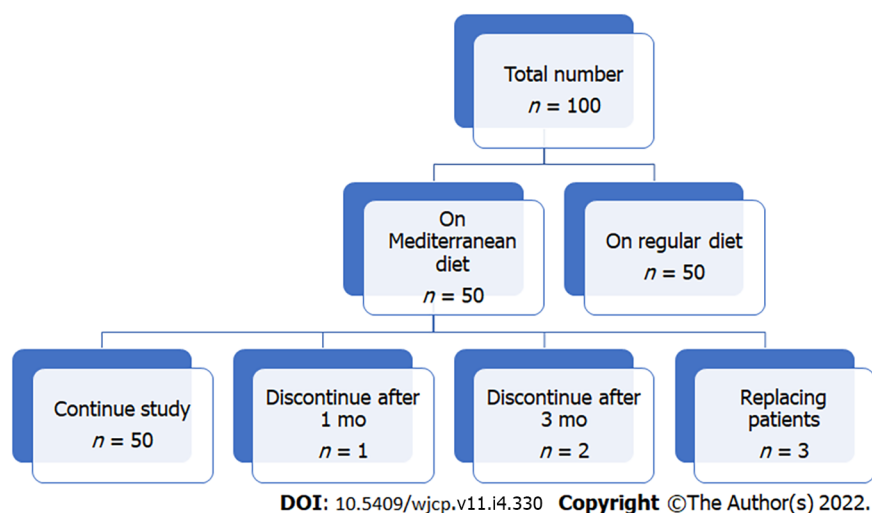 Total number
n = 100
On
Mediterranean
diet
n = 50
On regular diet
n = 50
Continue study
n = 50
Discontinue after
1 mo
n = 1
Discontinue after
3 mo
n = 2
Replacing
patients
n = 3
DOI: 10.5409/wjcp.v11.i4.330 Copyright ©The Author(s) 2022.